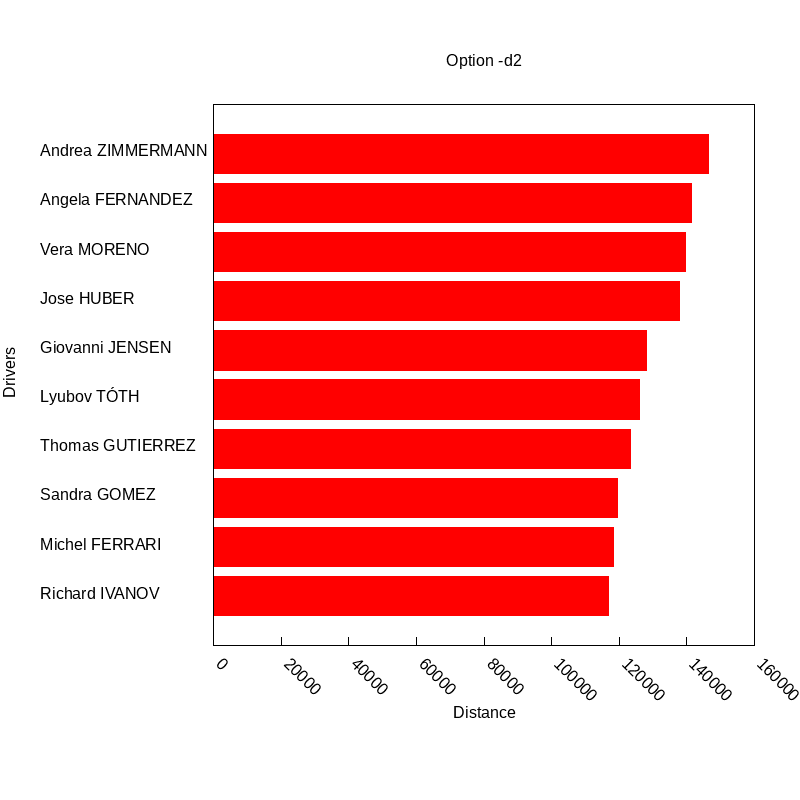 Option -d2
Andrea ZIMMERMANN
Angela FERNANDEZ
Vera MORENO
Jose HUBER
Giovanni JENSEN
Lyubov TÓTH
Thomas GUTIERREZ
Sandra GOMEZ
Michel FERRARI
Richard IVANOV
Drivers
0
20000
40000
60000
80000
100000
120000
140000
160000
Distance